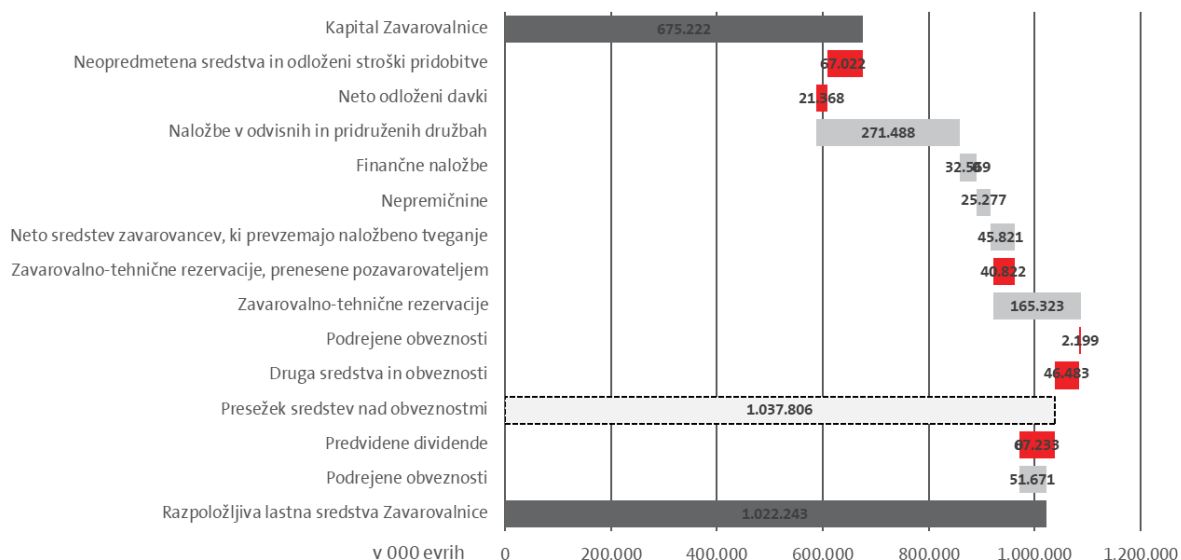 Kapital Zavarovalnice 675.222
Neopredmetena sredstva in odloženi stroški pridobitve 67.022
Neto odloženi davki 21.368
Naložbe v odvisnih in pridruženih družbah 271.488
Finančne naložbe 32.569
Nepremičnine 25.277
Neto sredstev zavarovancev, ki prevzemajo naložbeno tveganje 45.821
Zavarovalno-tehnične rezervacije, prenesene pozavarovateljem 40.822
Zavarovalno-tehnične rezervacije 165.323
Podrejene obveznosti 2.199
Druga sredstva in obveznosti 46.483
Presežek sredstev nad obveznostmi 1.037.806
Predvidene dividende 67.233
Podrejene obveznosti 51.671
Razpoložljiva lastna sredstva Zavarovalnice 1.022.243
v 000 evrih 0 200.000 400.000 600.000 800.000 1.000.000 1.200.000